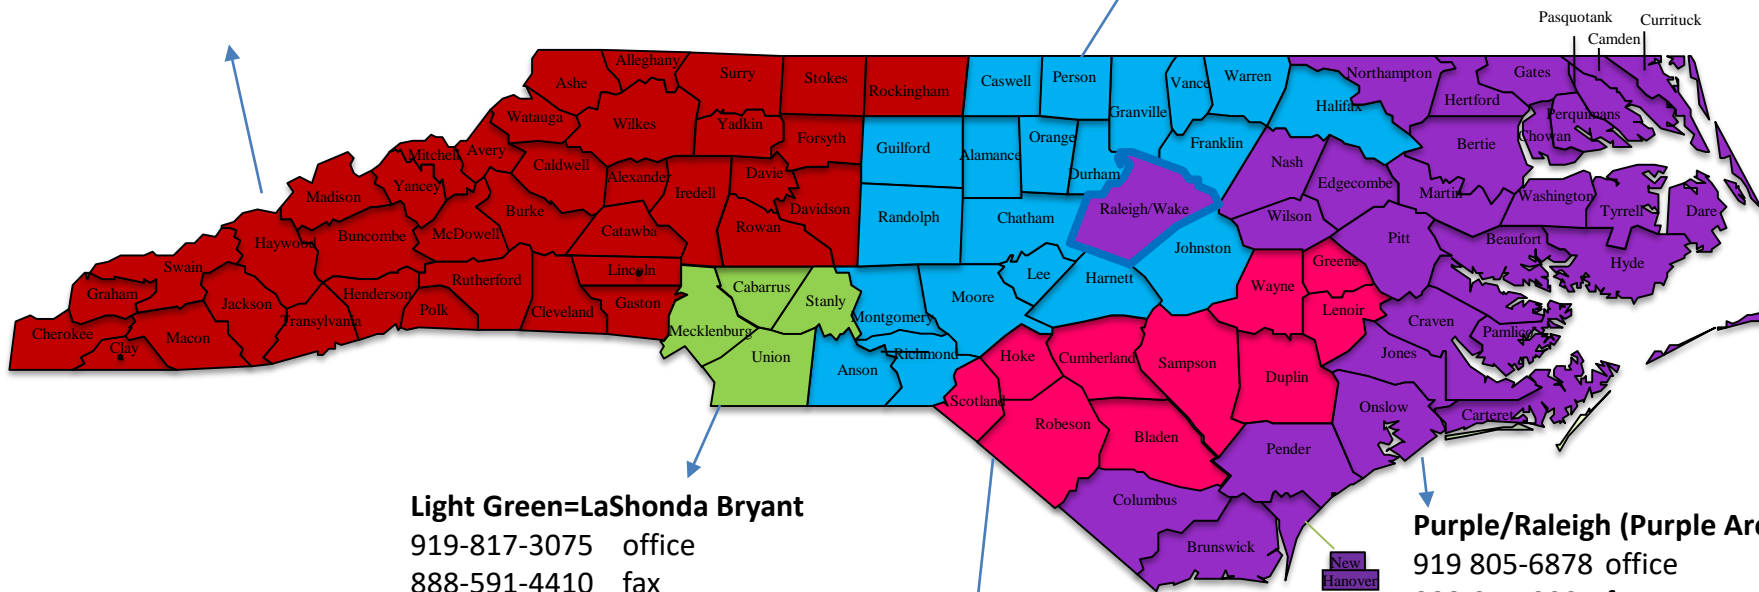 Pasquotank
Currituck
Camden
Alleghany
Ashe
Surry
Stokes
Rockingham
Caswell
Person
Granville
Vance
Warren
Northampton
Gates
Hertford
Halifax
Perquimans
Chowan
Watauga
Wilkes
Yadkin
Forsyth
Guilford
Alamance
Orange
Durham
Franklin
Nash
Bertie
Mitchell
Avery
Caldwell
Alexander
Iredell
Davie
Edgecombe
Martin
Washington
Tyrrell
Dare
Madison
Yancey
Burke
Davidson
Randolph
Chatham
Raleigh/Wake
Wilson
Haywood
Buncombe
McDowell
Catawba
Rowan
Johnston
Pitt
Beaufort
Hyde
Swain
Rutherford
Lincoln
Lee
Harnett
Greene
Wayne
Graham
Jackson
Henderson
Polk
Cleveland
Gaston
Cabarrus
Stanly
Moore
Lenoir
Cherokee
Clay
Macon
Transylvania
Mecklenburg
Union
Montgomery
Richmond
Anson
Craven
Pamlico
Jones
Hoke
Cumberland
Sampson
Duplin
Scotland
Robeson
Bladen
Onslow
Carteret
Pender
Columbus
Brunswick
New
Hanover
Light Green=LaShonda Bryant
919-817-3075 office
888-591-4410 fax
Purple/Raleigh (Purple
919 805-6878 office